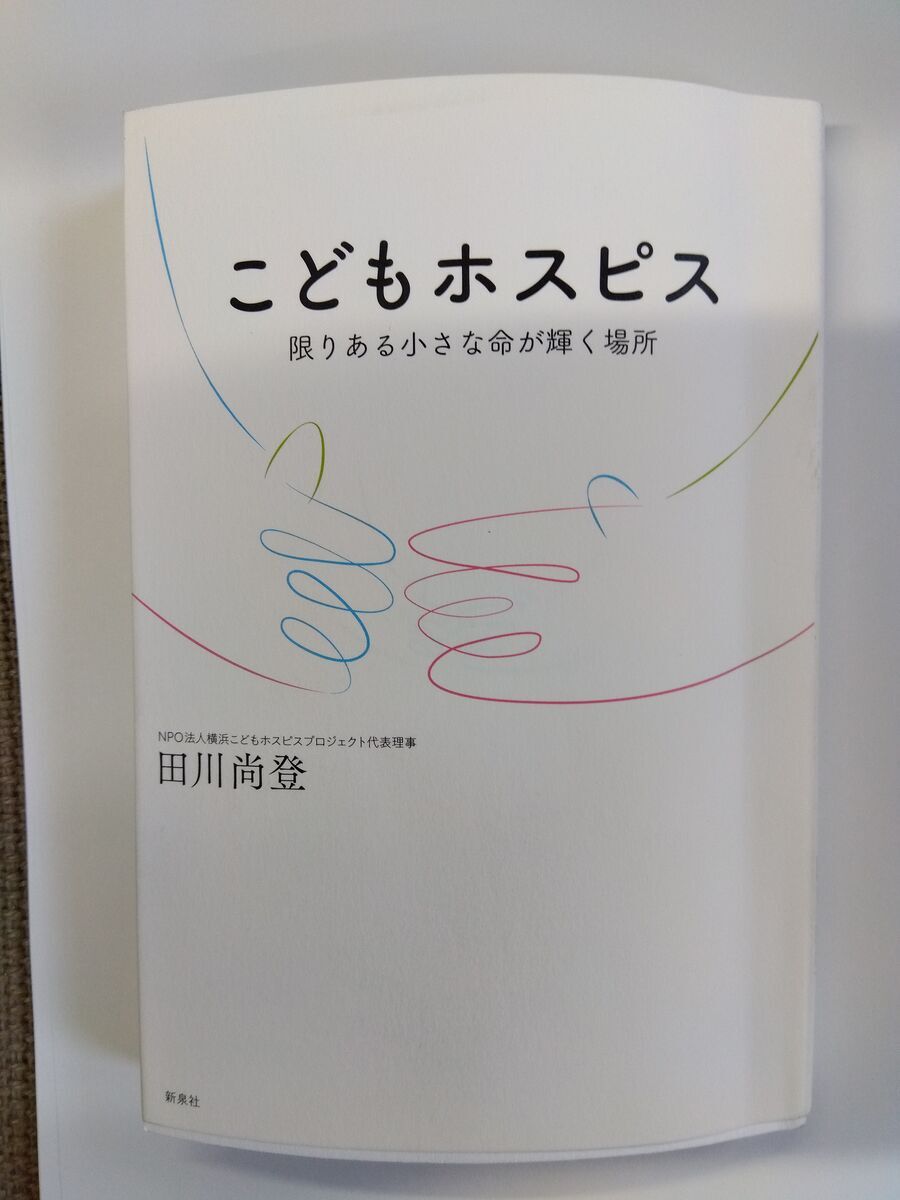 こどもホスピス
限りある小さな命が輝く場所
NPO法人横浜こどもホスピスプロジェクト代表理事
田川尚登
新泉社